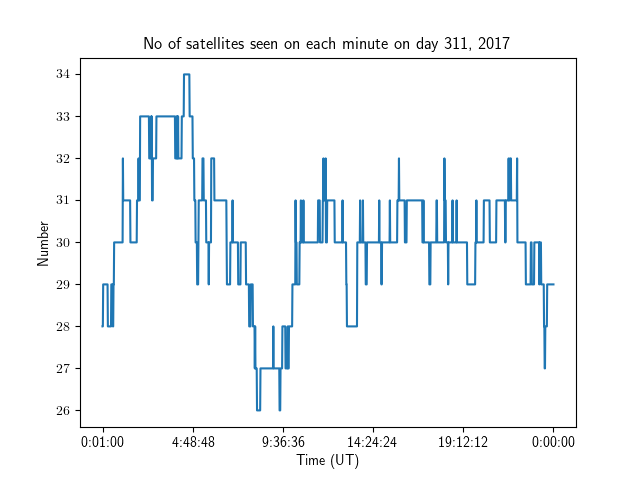 No of satellites seen on each minute on day 311, 2017
34
33
32
31
30
29
28
27
26
Number
0:01:00 4:48:48 9:36:36 14:24:24 19:12:12 0:00:00
Time (UT)